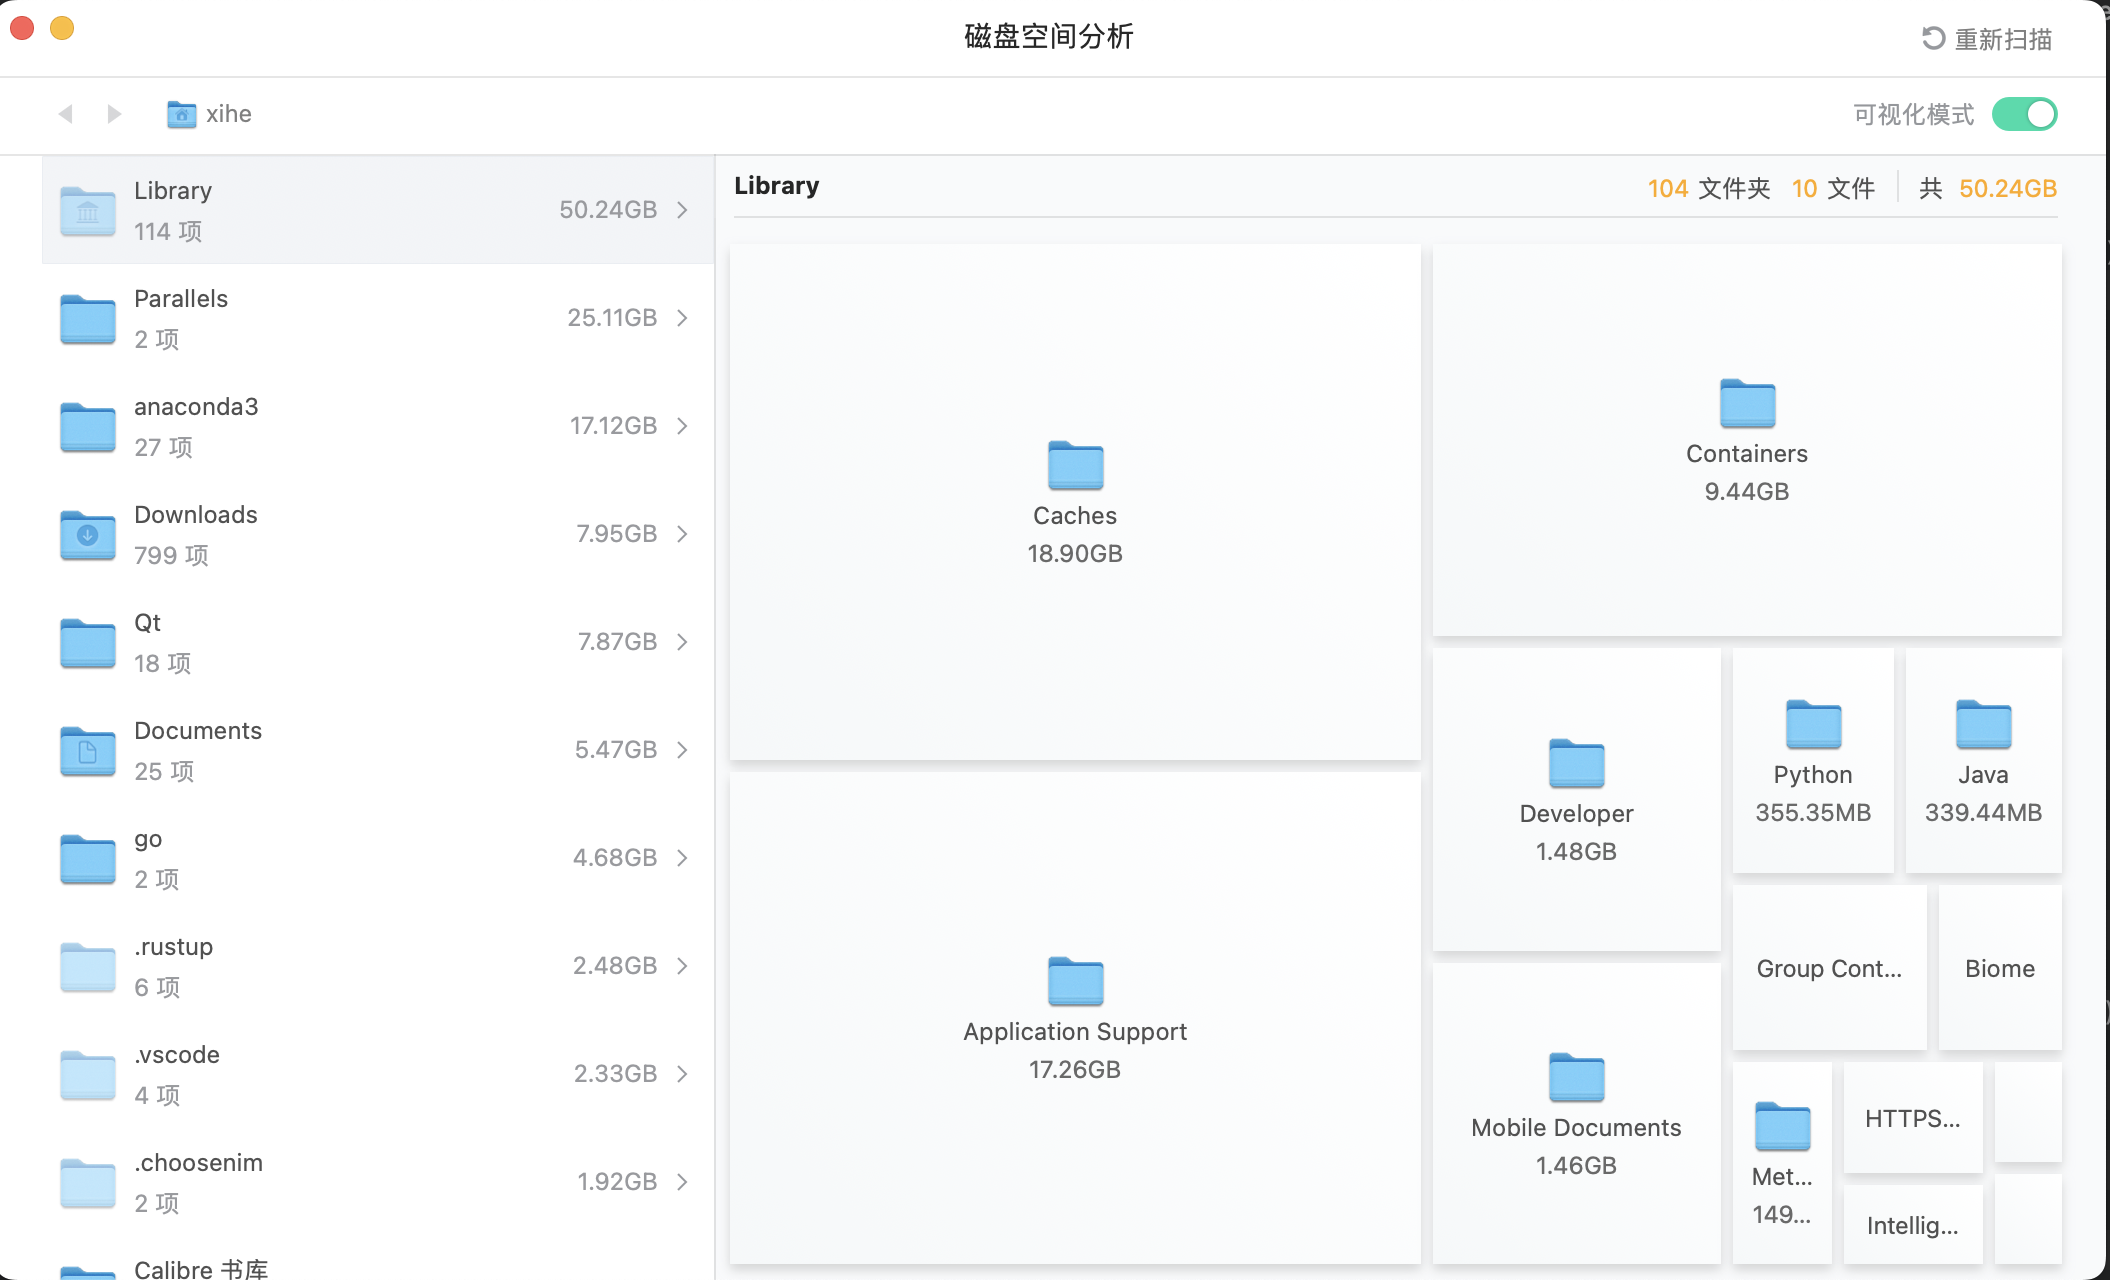 磁盘空间分析
重新扫描
xihe
可视化模式
Library
114 项
50.24GB
Parallels
2 项
25.11GB
anaconda3
27 项
17.12GB
Downloads
799 项
7.95GB
Qt
18 项
7.87GB
Documents
25 项
5.47GB
go
2 项
4.68GB
.rustup
6 项
2.48GB
.vscode
4 项
2.33GB
.choosenim
2 项
1.92GB
Calibre 书库
Library
104 文件夹 10 文件 共 50.24GB
Caches
18.90GB
Containers
9.44GB
Application Support
17.26GB
Developer
1.48GB
Python
355.35MB
Java
339.44MB
Group Cont...
Biome
Mobile Documents
1.46GB
Met...
149...
HTTPS...
Intellig...